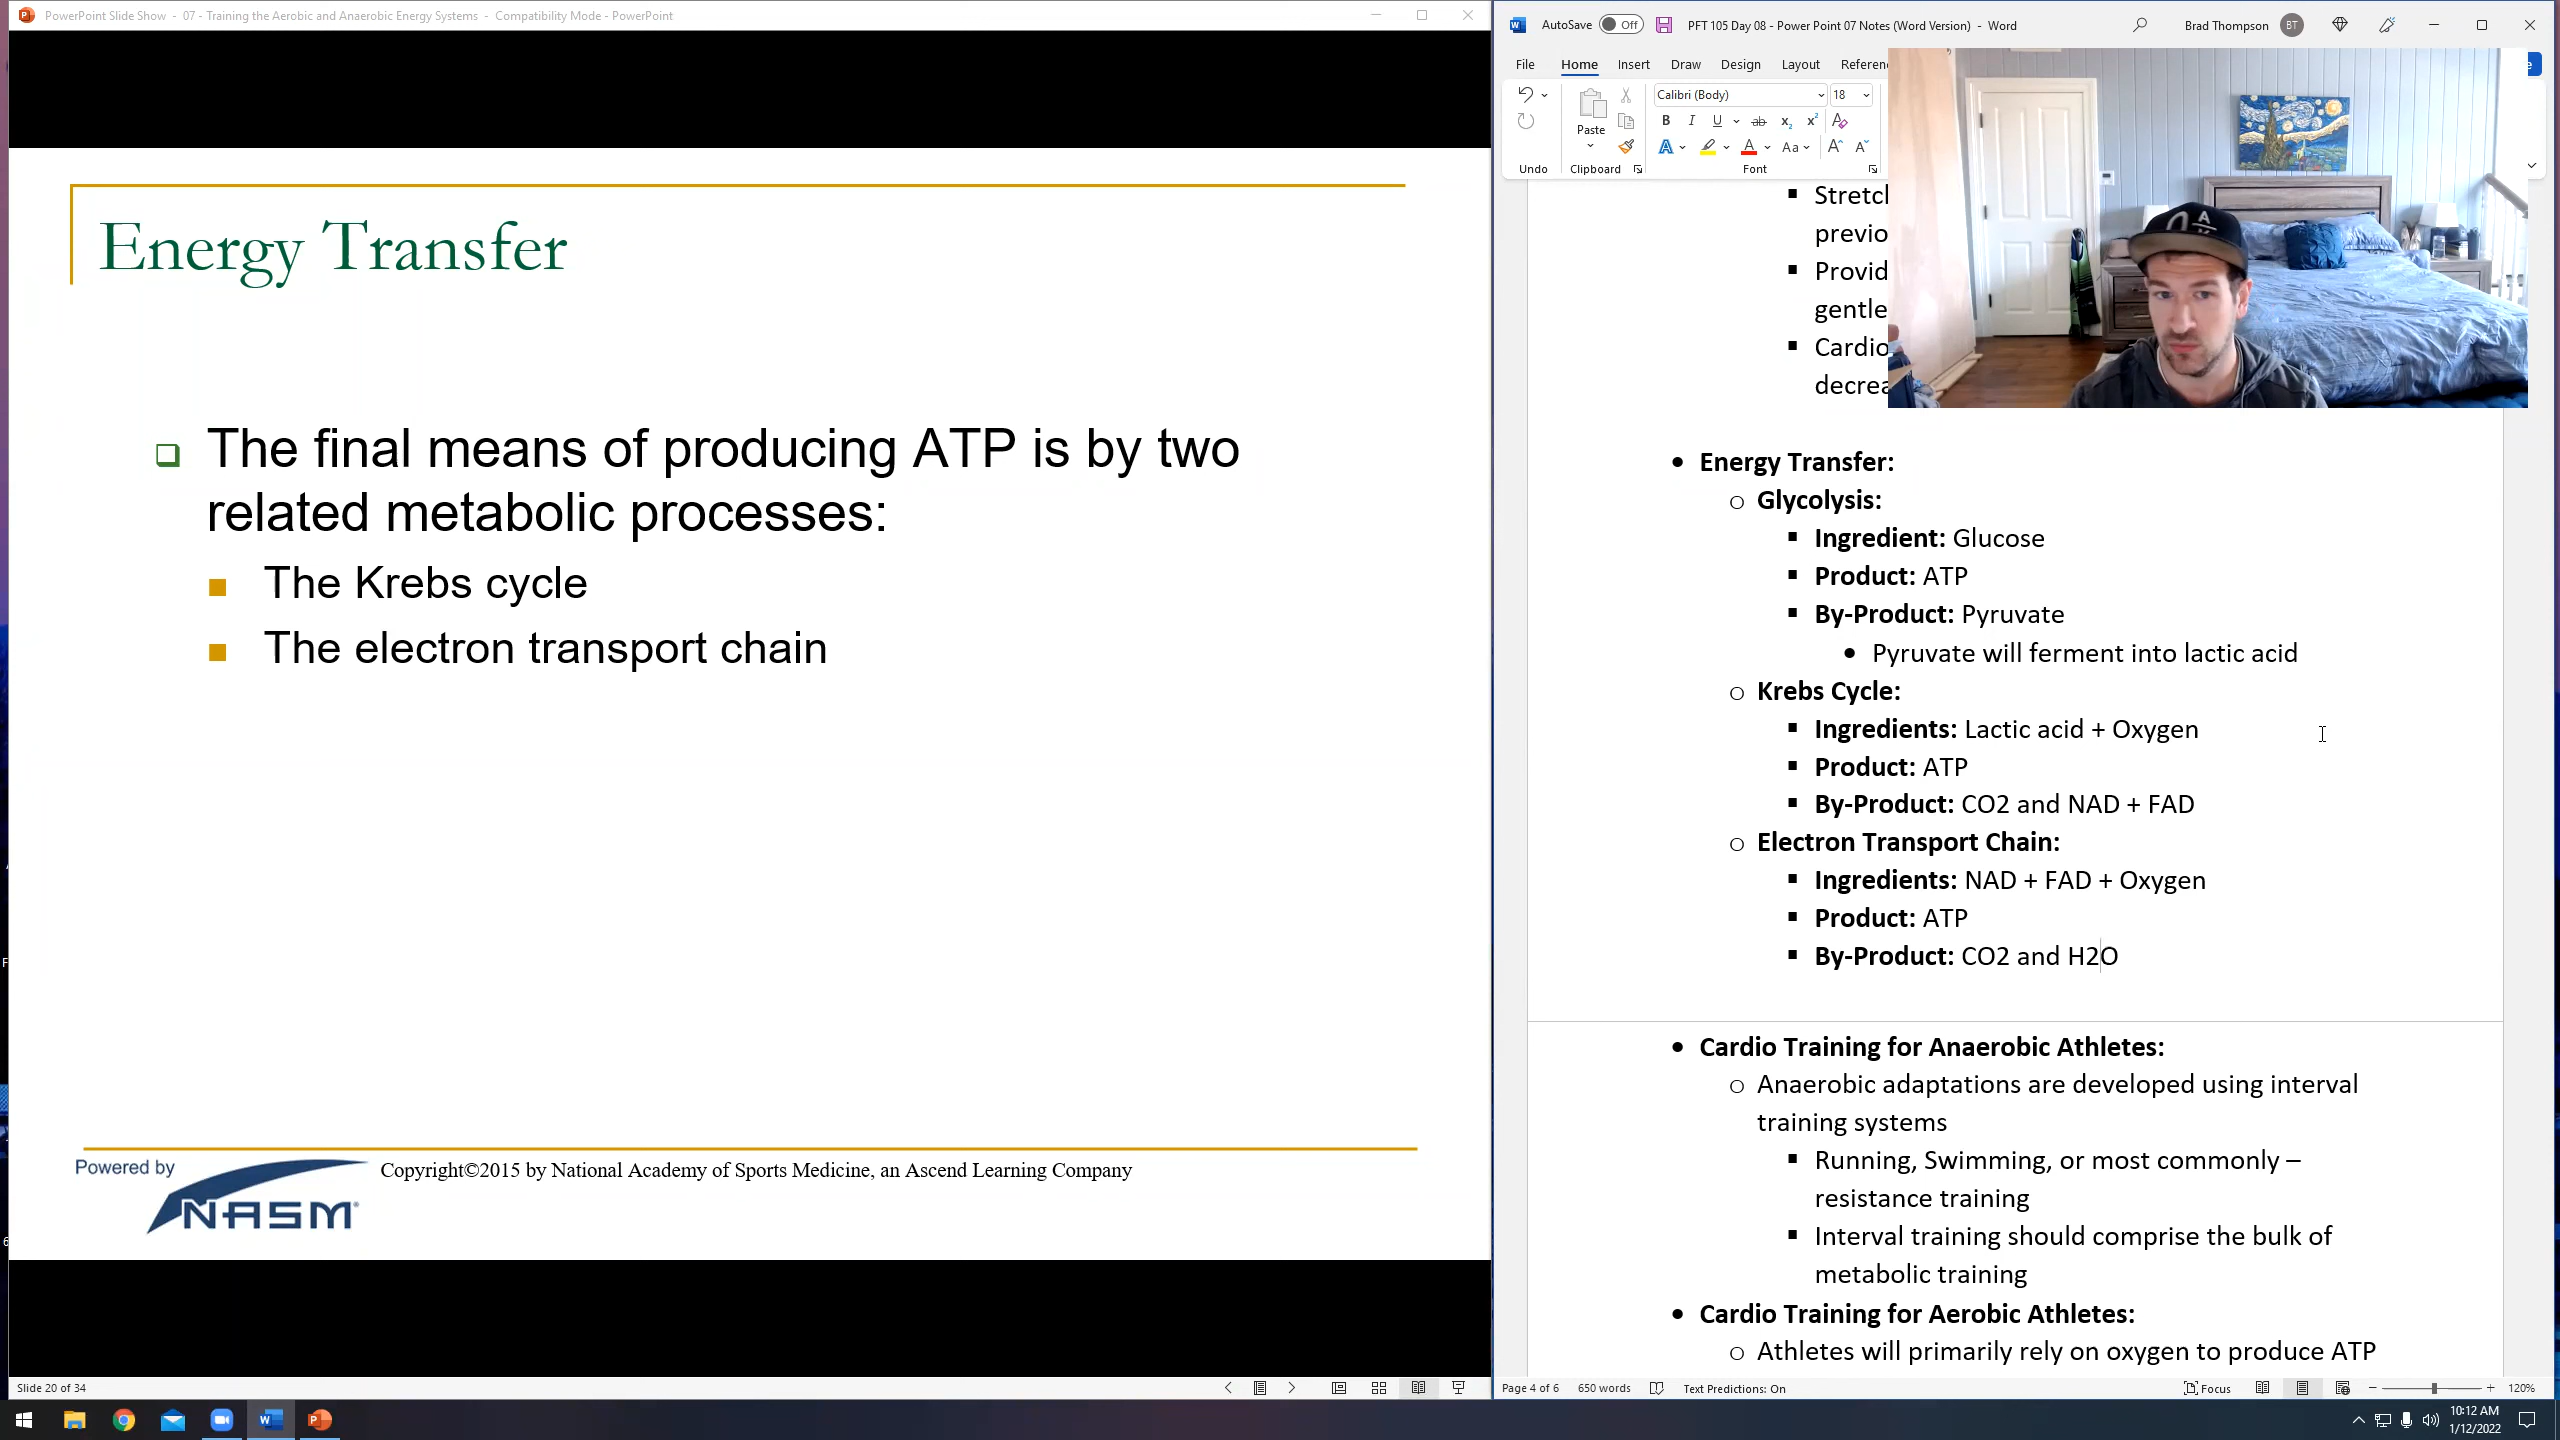 PowerPoint Slide Show - 07 - Training the Aerobic and Anaerobic Energy Systems - Compatibility Mode - PowerPoint
Energy Transfer
The final means of producing ATP is by two
related metabolic processes:
The Krebs cycle
The electron transport chain
Powered by
NASM
Copyright©2015 by National Academy of Sports Medicine, an Ascend Learning Company
Slide 20 of 34
AutoSave Off PFT 105 Day 08 - Power Point 07 Notes (Word Version) - Word Brad Thompson BT
File Home Insert Draw Design Layout Referenc
Calibri (Body) 18
Paste
Undo Clipboard Font
Stretch
previo
Provid
gentle
Cardio
decrea
Energy Transfer:
Glycolysis:
Ingredient: Glucose
Product: ATP
By-Product: Pyruvate
Pyruvate will ferment into lactic acid
Krebs Cycle:
Ingredients: Lactic acid + Oxygen
Product: ATP
By-Product: CO2 and NAD + FAD
Electron Transport Chain:
Ingredients: NAD + FAD + Oxygen
Product: ATP
By-Product: CO2 and H2O
Cardio Training for Anaerobic Athletes:
Anaerobic adaptations are developed using interval
training systems
Running, Swimming, or most commonly –
resistance training
Interval training should comprise the bulk of
metabolic training
Cardio Training for Aerobic Athletes:
Athletes will primarily rely on oxygen to produce ATP
Page 4 of 6 650 words Text Predictions: On Focus 120%
10:12 AM
1/12/2022